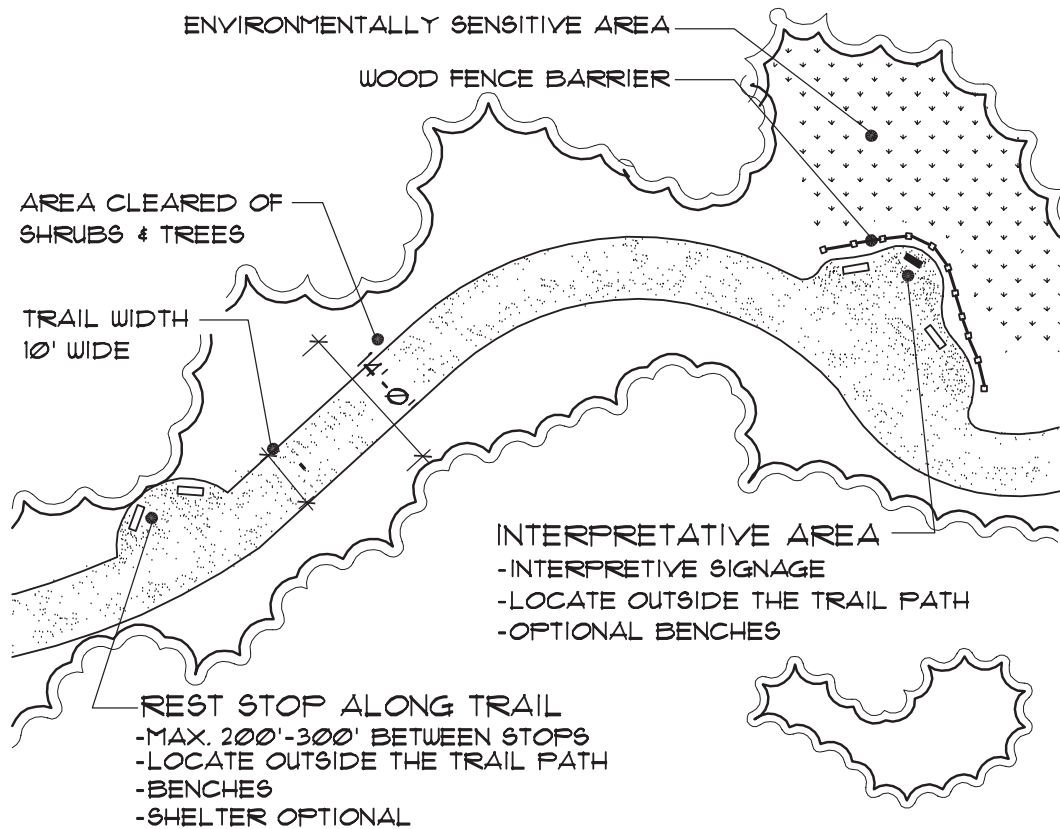 ENVIRONMENTALLY SENSITIVE AREA
WOOD FENCE BARRIER
AREA CLEARED OF
SHRUBS & TREES
TRAIL WIDTH
10' WIDE
INTERPRETATIVE AREA
-INTERPRETIVE SIGNAGE
-LOCATE OUTSIDE THE TRAIL PATH
-OPTIONAL BENCHES
REST STOP ALONG TRAIL
-MAX. 200'-300' BETWEEN STOPS
-LOCATE OUTSIDE THE TRAIL PATH
-BENCHES
-SHELTER OPTIONAL